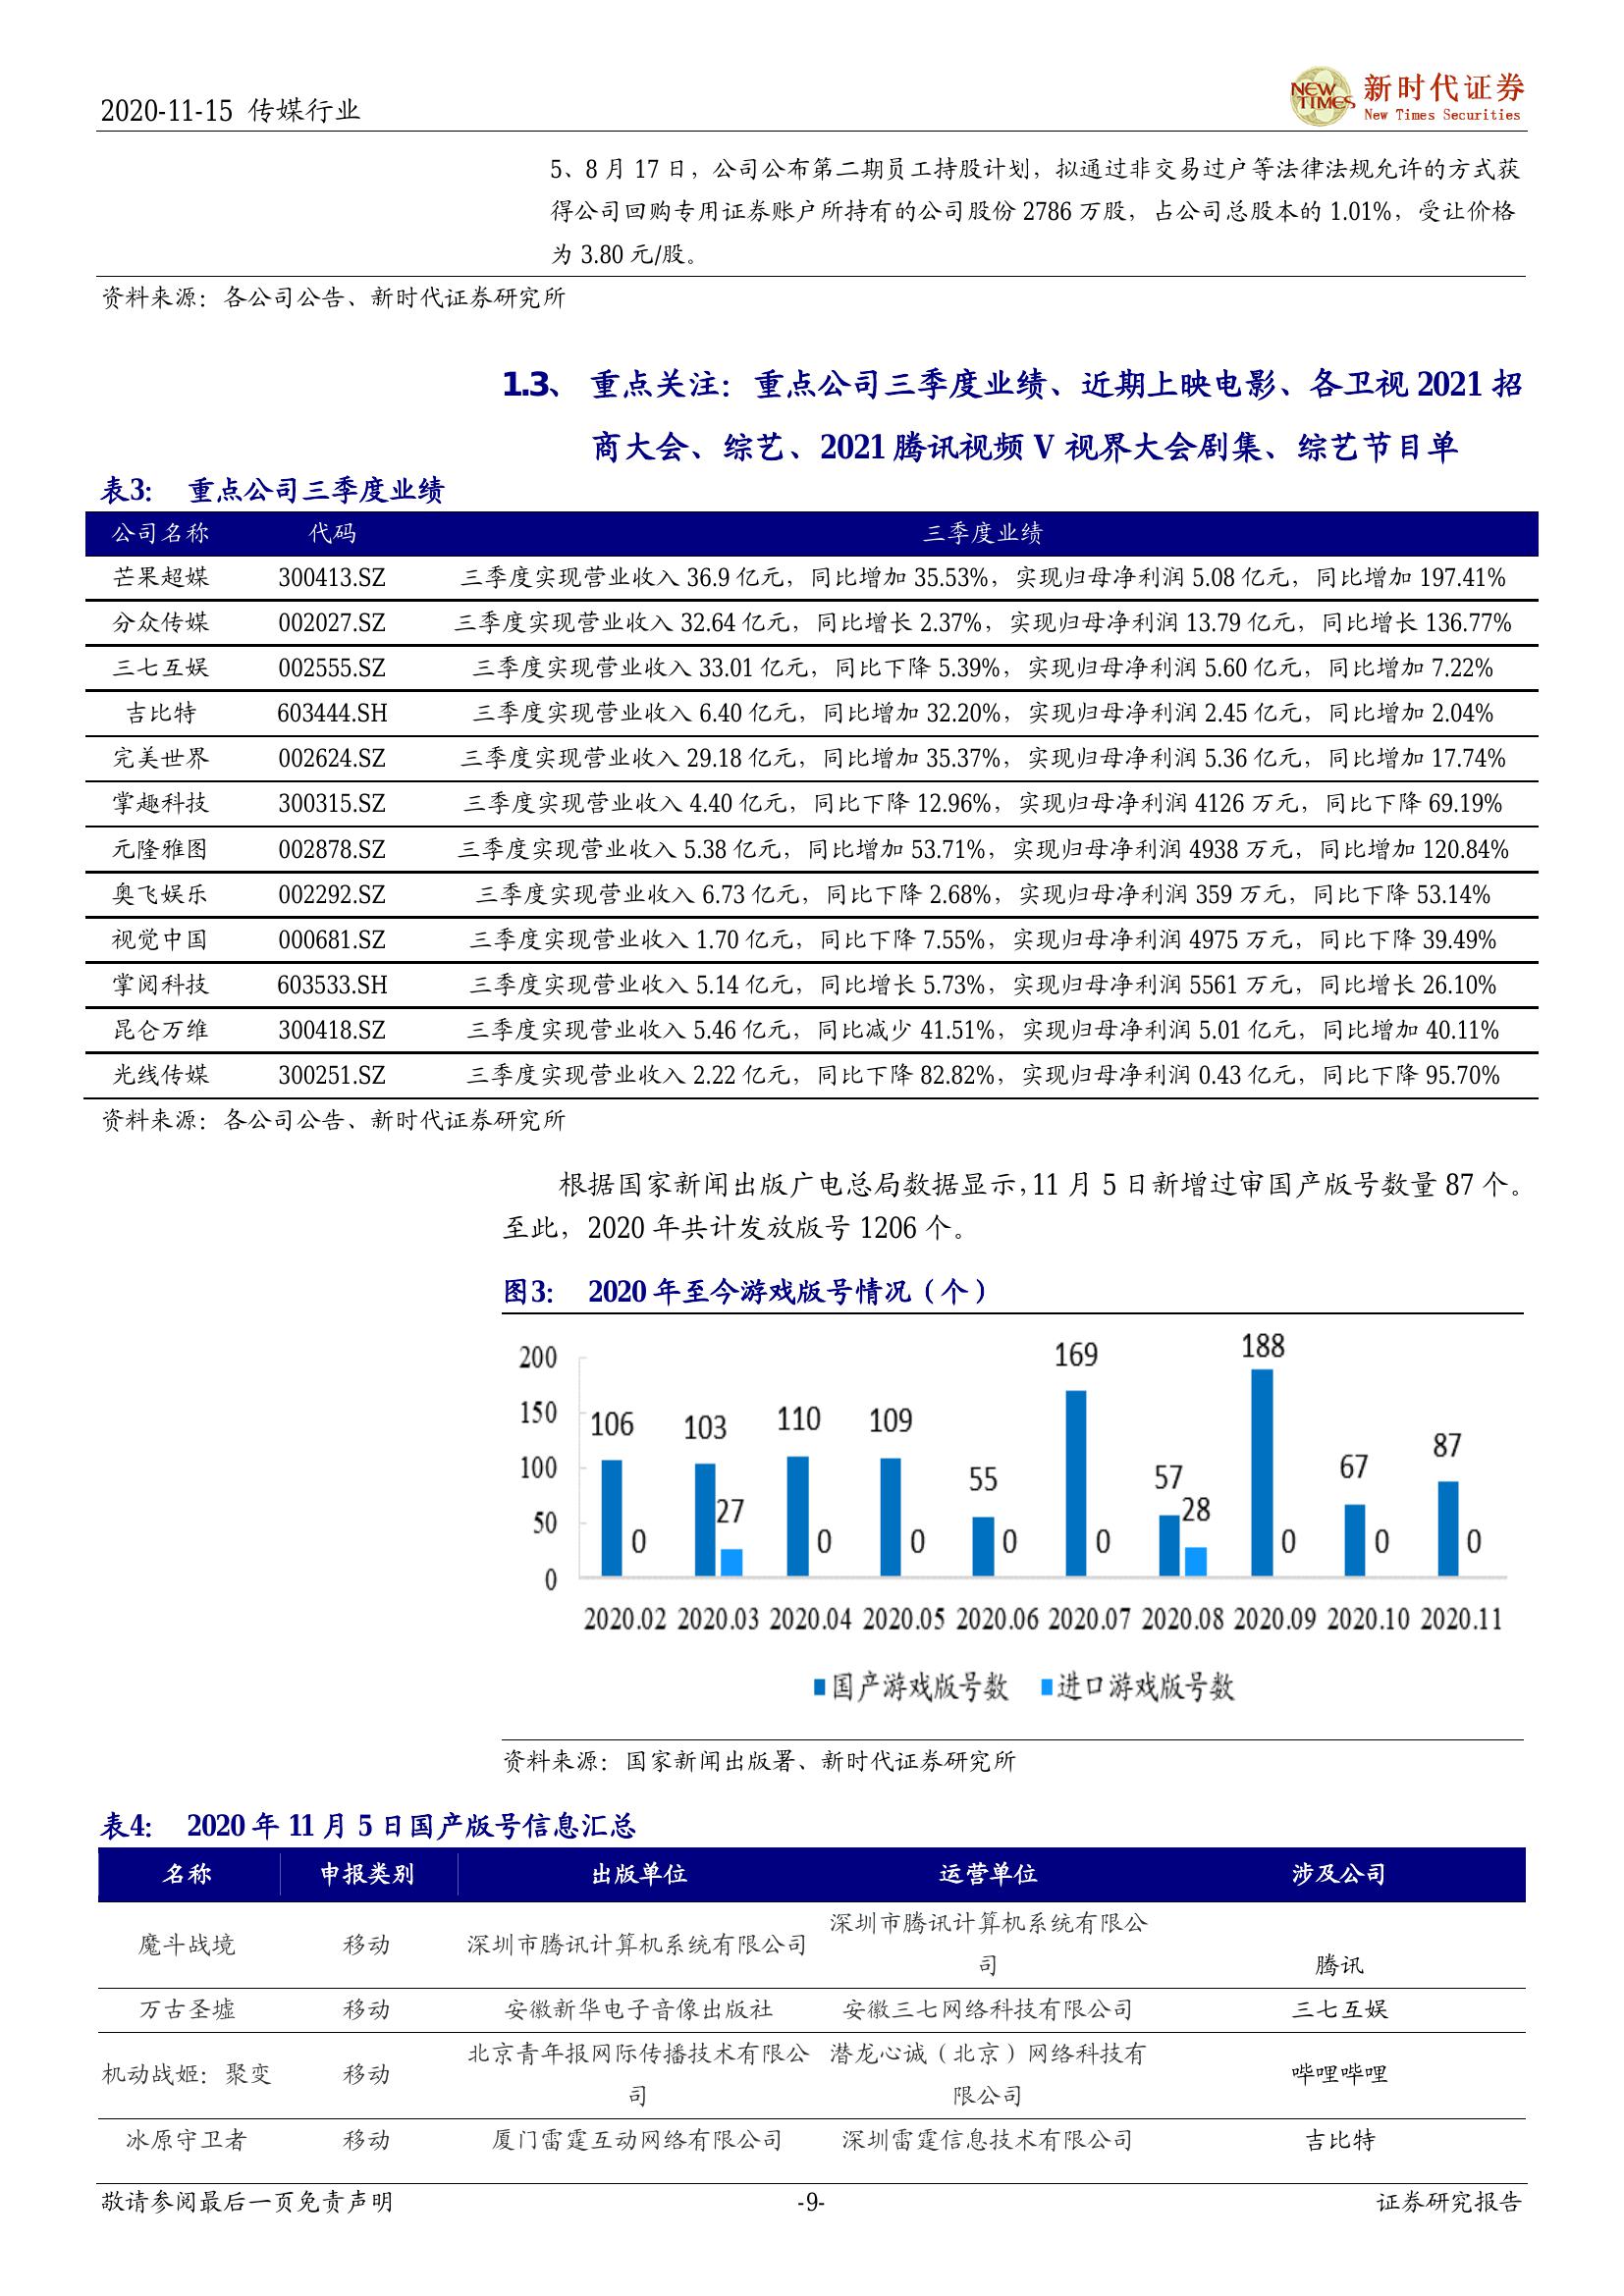 2020-11-15 传媒行业
NEW TIMES 新时代证券
New Times Securities
5、8 月 17 日，公司公布第二期员工持股计划，拟通过非交易过户等法律法规允许的方式获
得公司回购专用证券账户所持有的公司股份 2786 万股，占公司总股本的 1.01%，受让价格
为 3.80 元/股。
资料来源：各公司公告、新时代证券研究所
1.3、 重点关注：重点公司三季度业绩、近期上映电影、各卫视 2021 招
商大会、综艺、2021 腾讯视频 V 视界大会剧集、综艺节目单
表3： 重点公司三季度业绩
公司名称 代码 三季度业绩
芒果超媒 300413.SZ 三季度实现营业收入 36.9 亿元，同比增加 35.53%，实现归母净利润 5.08 亿元，同比增加 197.41%
分众传媒 002027.SZ 三季度实现营业收入 32.64 亿元，同比增长 2.37%，实现归母净利润 13.79 亿元，同比增长 136.77%
三七互娱 002555.SZ 三季度实现营业收入 33.01 亿元，同比下降 5.39%，实现归母净利润 5.60 亿元，同比增加 7.22%
吉比特 603444.SH 三季度实现营业收入 6.40 亿元，同比增加 32.20%，实现归母净利润 2.45 亿元，同比增加 2.04%
完美世界 002624.SZ 三季度实现营业收入 29.18 亿元，同比增加 35.37%，实现归母净利润 5.36 亿元，同比增加 17.74%
掌趣科技 300315.SZ 三季度实现营业收入 4.40 亿元，同比下降 12.96%，实现归母净利润 4126 万元，同比下降 69.19%
元隆雅图 002878.SZ 三季度实现营业收入 5.38 亿元，同比增加 53.71%，实现归母净利润 4938 万元，同比增加 120.84%
奥飞娱乐 002292.SZ 三季度实现营业收入 6.73 亿元，同比下降 2.68%，实现归母净利润 359 万元，同比下降 53.14%
视觉中国 000681.SZ 三季度实现营业收入 1.70 亿元，同比下降 7.55%，实现归母净利润 4975 万元，同比下降 39.49%
掌阅科技 603533.SH 三季度实现营业收入 5.14 亿元，同比增长 5.73%，实现归母净利润 5561 万元，同比增长 26.10%
昆仑万维 300418.SZ 三季度实现营业收入 5.46 亿元，同比减少 41.51%，实现归母净利润 5.01 亿元，同比增加 40.11%
光线传媒 300251.SZ 三季度实现营业收入 2.22 亿元，同比下降 82.82%，实现归母净利润 0.43 亿元，同比下降 95.70%
资料来源：各公司公告、新时代证券研究所
根据国家新闻出版广电总局数据显示，11 月 5 日新增过审国产版号数量 87 个。
至此，2020 年共计发放版号 1206 个。
图3： 2020 年至今游戏版号情况（个）
200
150
100
50
0
106 0
103 27
110 0
109 0
55 0
169 0
57 28
188 0
67 0
87 0
2020.02 2020.03 2020.04 2020.05 2020.06 2020.07 2020.08 2020.09 2020.10 2020.11
国产游戏版号数 进口游戏版号数
资料来源：国家新闻出版署、新时代证券研究所
表4： 2020 年 11 月 5 日国产版号信息汇总
名称 申报类别 出版单位 运营单位 涉及公司
魔斗战境 移动 深圳市腾讯计算机系统有限公司 深圳市腾讯计算机系统有限公
司 腾讯
万古圣墟 移动 安徽新华电子音像出版社 安徽三七网络科技有限公司 三七互娱
机动战姬：聚变 移动 北京青年报网际传播技术有限公 潜龙心诚（北京）网络科技有 哔哩哔哩
司 限公司
冰原守卫者 移动 厦门雷霆互动网络有限公司 深圳雷霆信息技术有限公司 吉比特
敬请参阅最后一页免责声明 -9- 证券研究报告